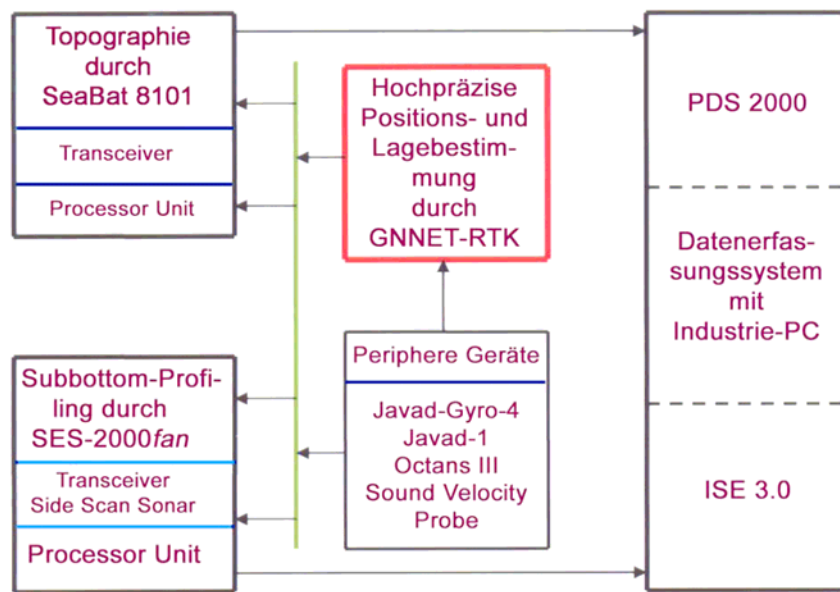 Topographie
durch
SeaBat 8101
Transceiver
Processor Unit
Hochpräzise
Positions- und
Lagebestim-
mung
durch
GNNET-RTK
PDS 2000
Datenerfas-
sungssystem
mit
Industrie-PC
ISE 3.0
Subbottom-Profi-
ling durch
SES-2000fan
Transceiver
Side Scan Sonar
Processor Unit
Periphere Geräte
Javad-Gyro-4
Javad-1
Octans III
Sound Velocity
Probe